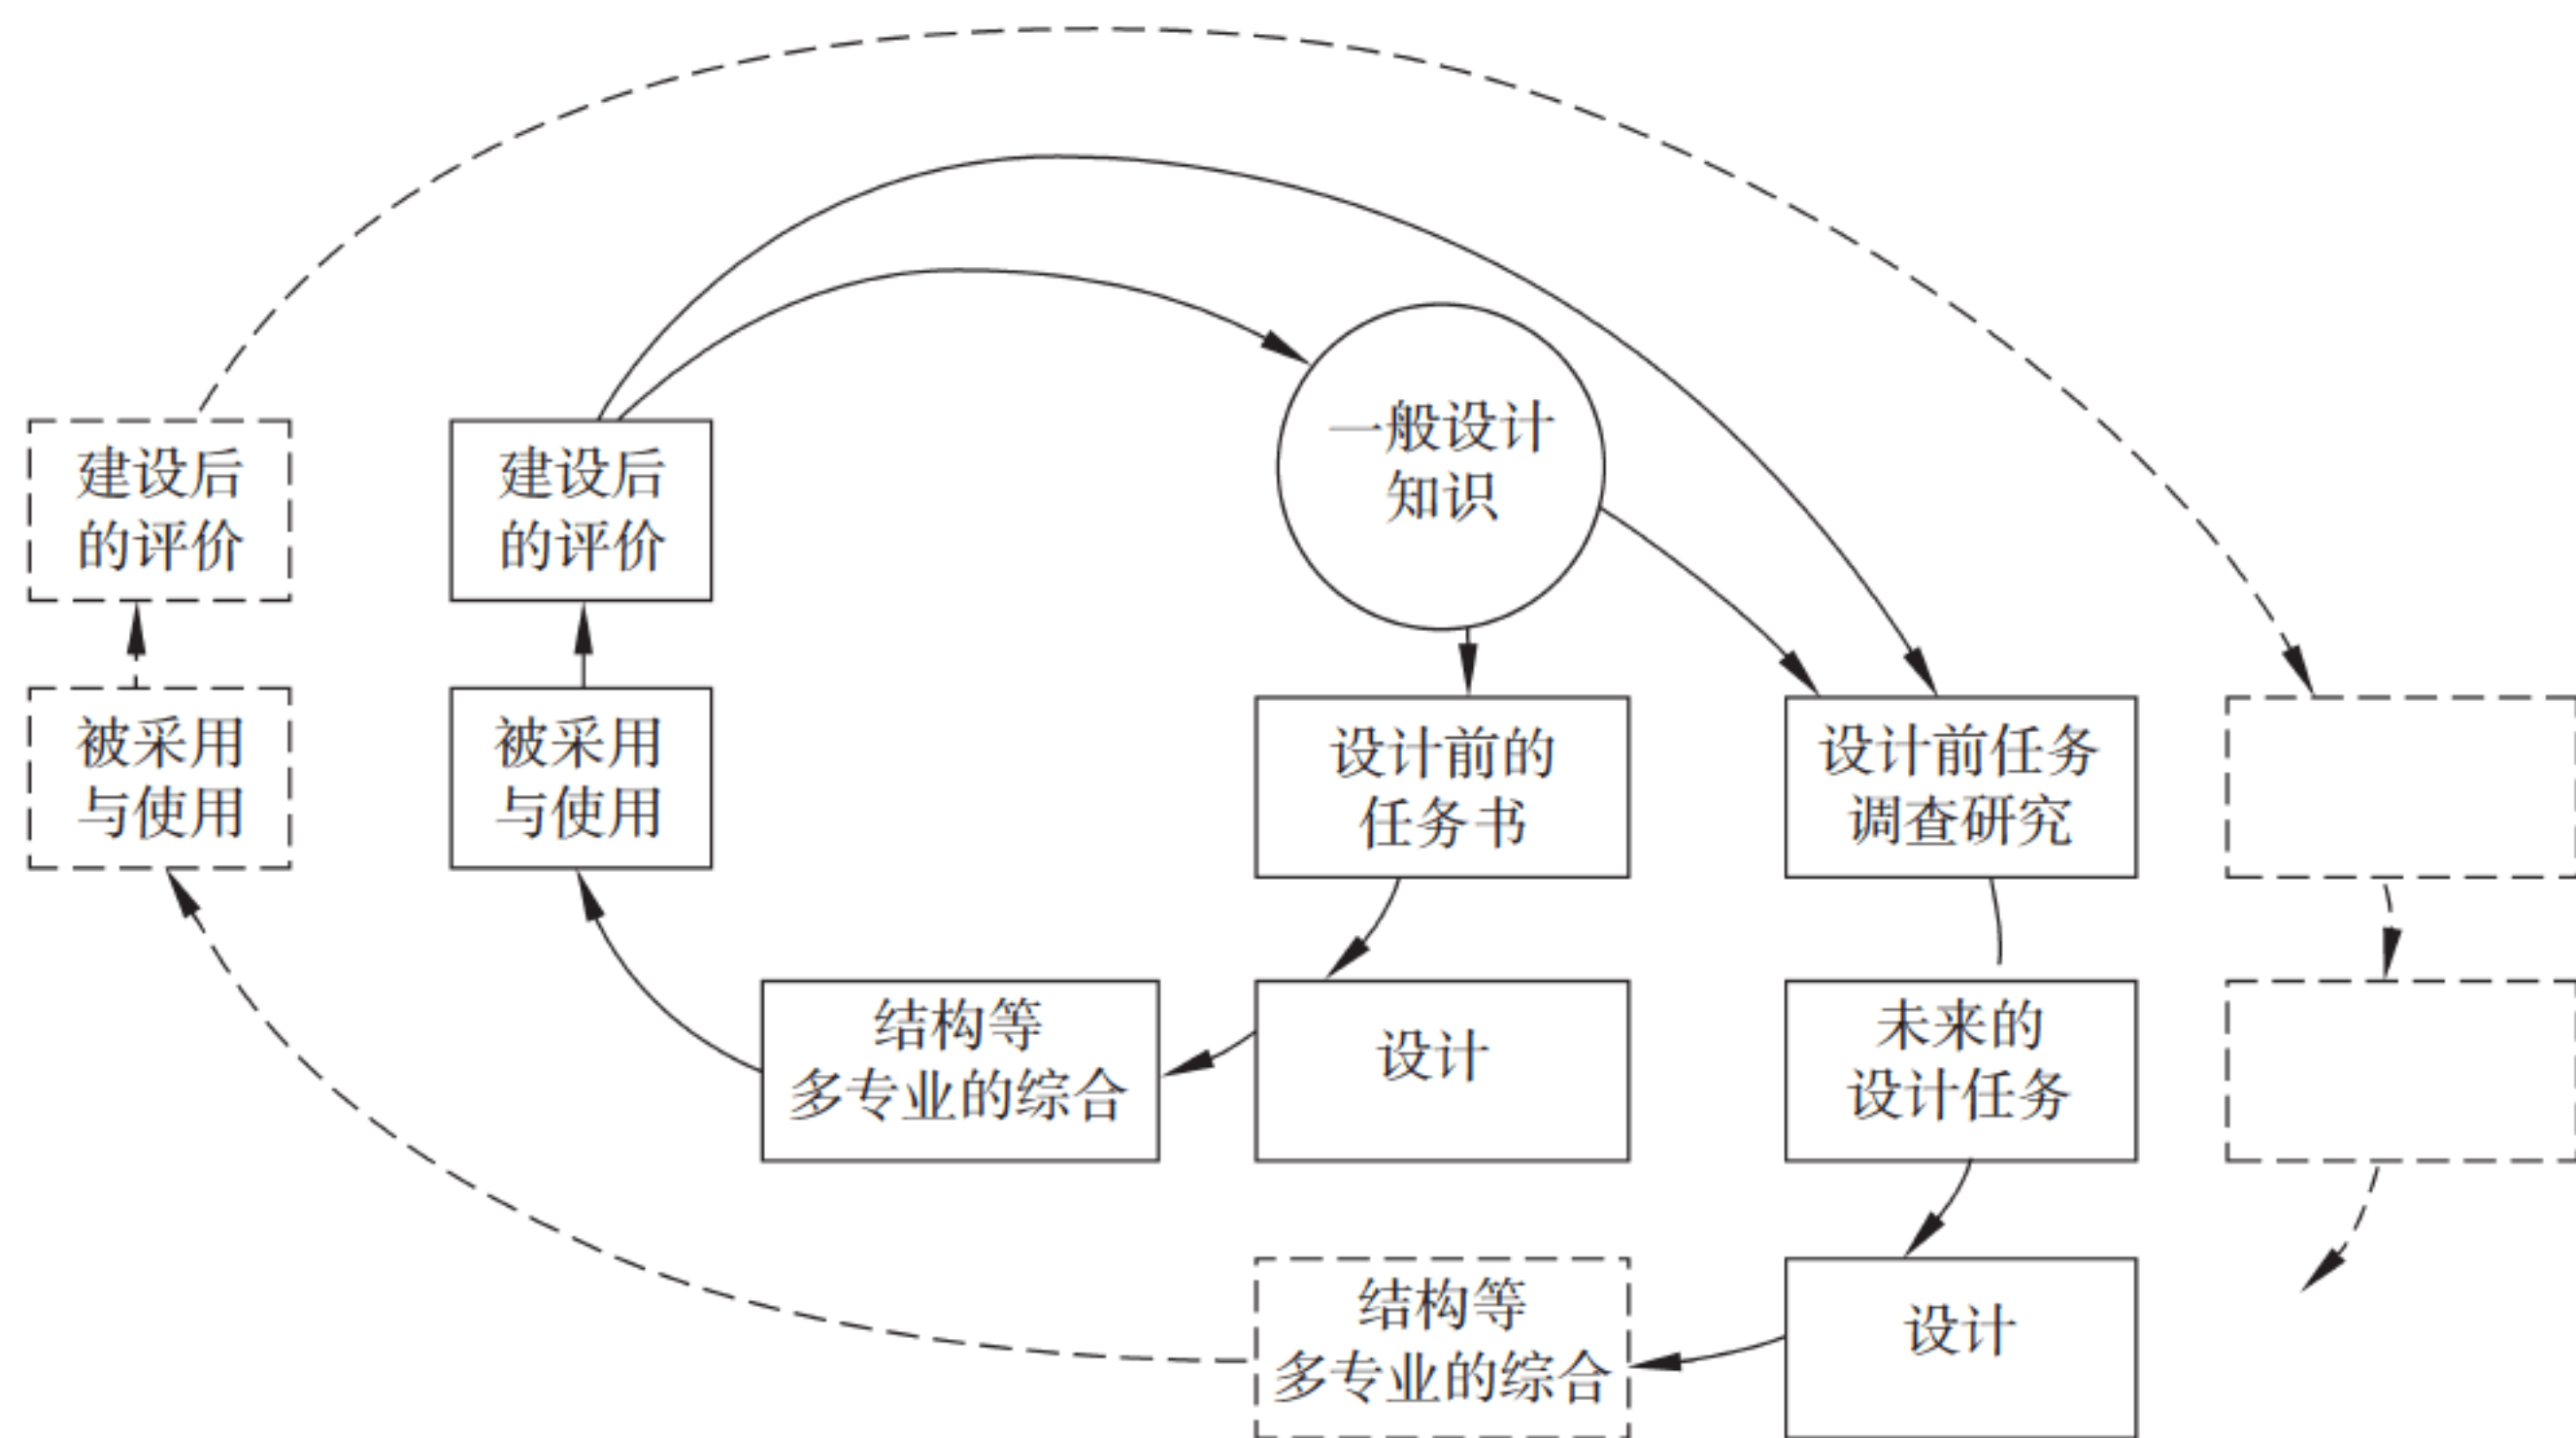 一般设计
知识
建设后
的评价
建设后
的评价
被采用
与使用
被采用
与使用
设计前的
任务书
设计前任务
调查研究
结构等
多专业的综合
设计
未来的
设计任务
结构等
多专业的综合
设计